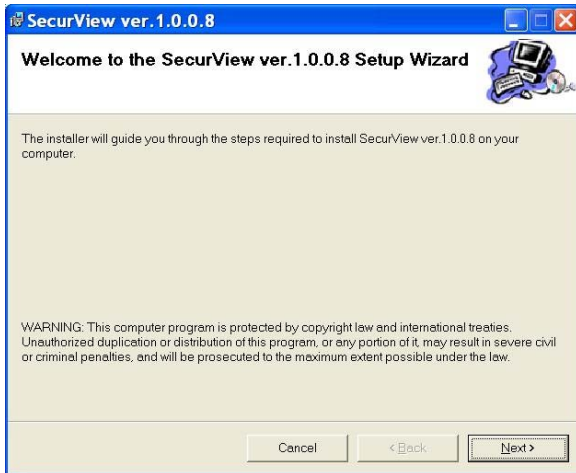 SecurView ver.1.0.0.8
Welcome to the SecurView ver.1.0.0.8 Setup Wizard
The installer will guide you through the steps required to install SecurView ver.1.0.0.8 on your
computer.
WARNING: This computer program is protected by copyright law and international treaties.
Unauthorized duplication or distribution of this program, or any portion of it, may result in severe civil
or criminal penalties, and will be prosecuted to the maximum extent possible under the law.
Cancel < Back Next >